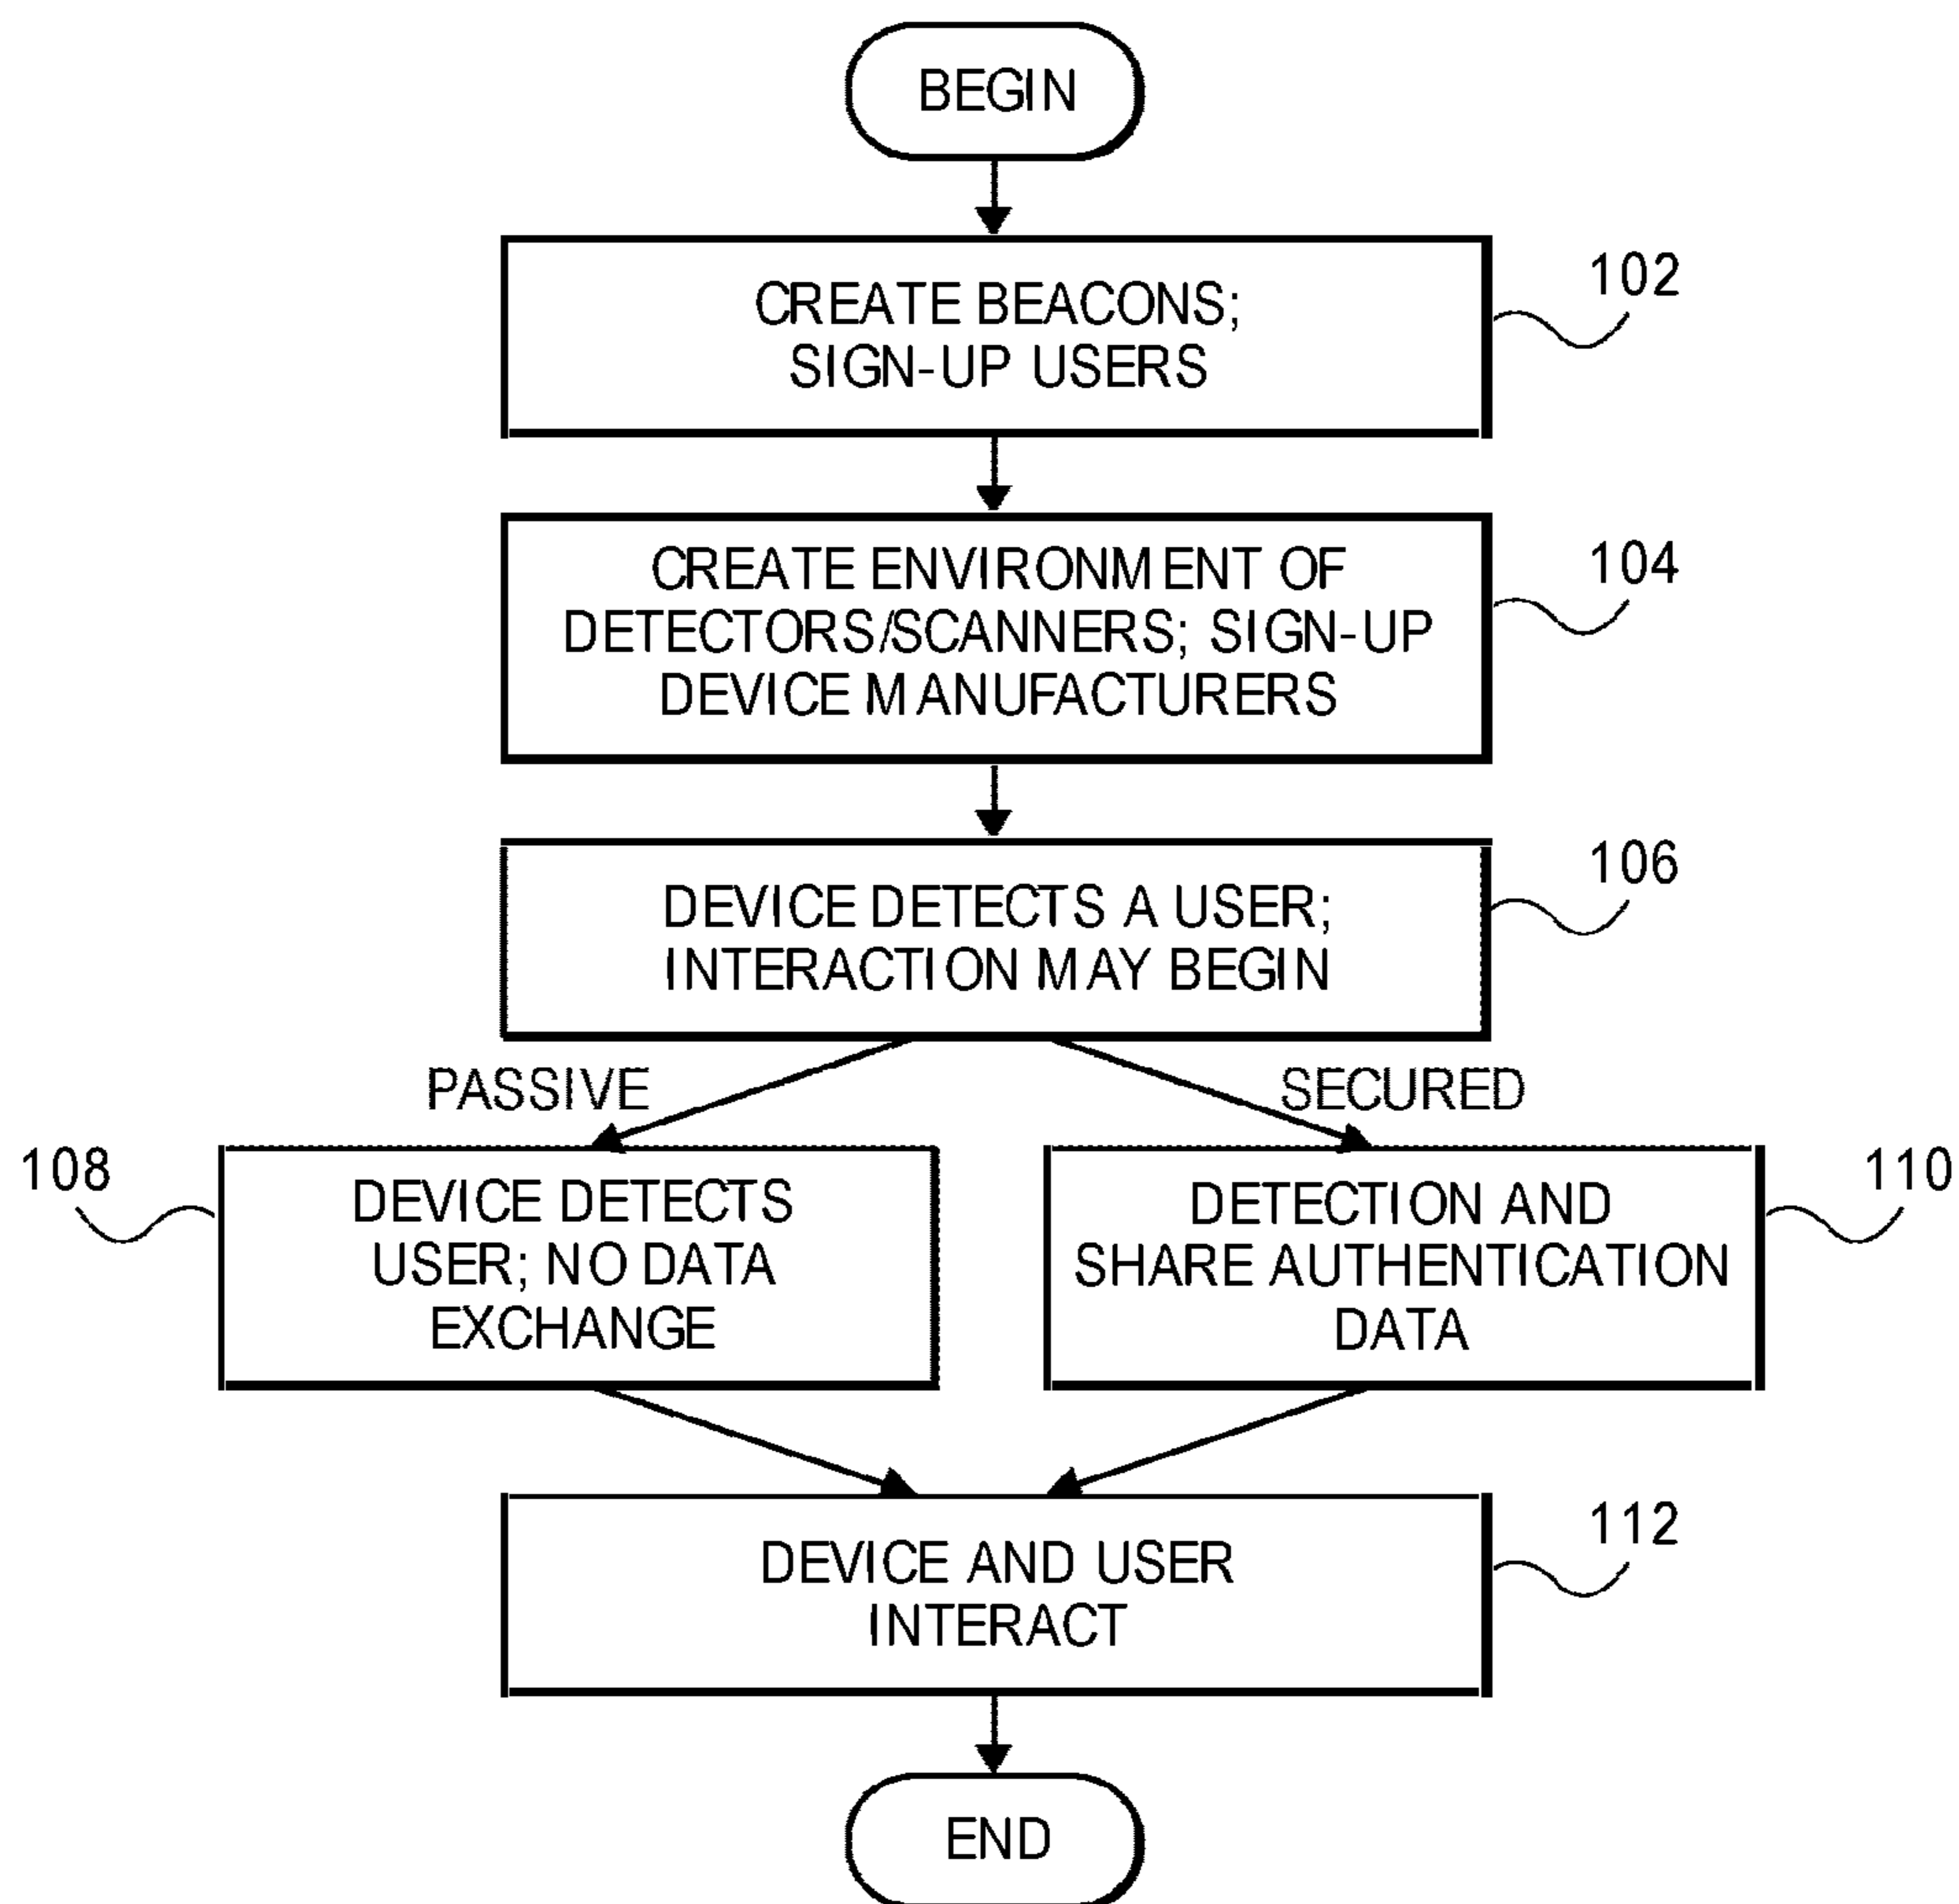 BEGIN
CREATE BEACONS;
SIGN-UP USERS
102
CREATE ENVIRONMENT OF
DETECTORS/SCANNERS; SIGN-UP
DEVICE MANUFACTURERS
104
DEVICE DETECTS A USER;
INTERACTION MAY BEGIN
106
PASSIVE
SECURED
108
DEVICE DETECTS
USER; NO DATA
EXCHANGE
DETECTION AND
SHARE AUTHENTICATION
DATA
110
DEVICE AND USER
INTERACT
112
END